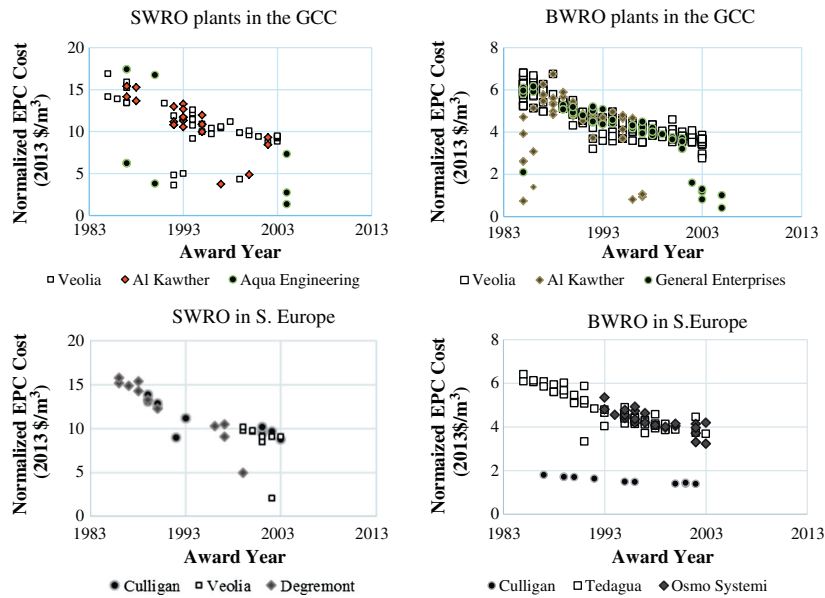 SWRO plants in the GCC
Normalized EPC Cost
(2013 $/m³)
20
15
10
5
0
1983
1993
2003
2013
Award Year
Veolia
Al Kawther
Aqua Engineering
BWRO plants in the GCC
Normalized EPC Cost
(2013 $/m³)
8
6
4
2
0
1983
1993
2003
2013
Award Year
Veolia
Al Kawther
General Enterprises
SWRO in S. Europe
Normalized EPC Cost
(2013 $/m³)
20
15
10
5
0
1983
1993
2003
2013
Award Year
Culligan
Veolia
Degremont
BWRO in S.Europe
Normaized EPC Cost
(2013$/m³)
8
6
4
2
0
1983
1993
2003
2013
Award Year
Culligan
Tedagua
Osmo Systemi